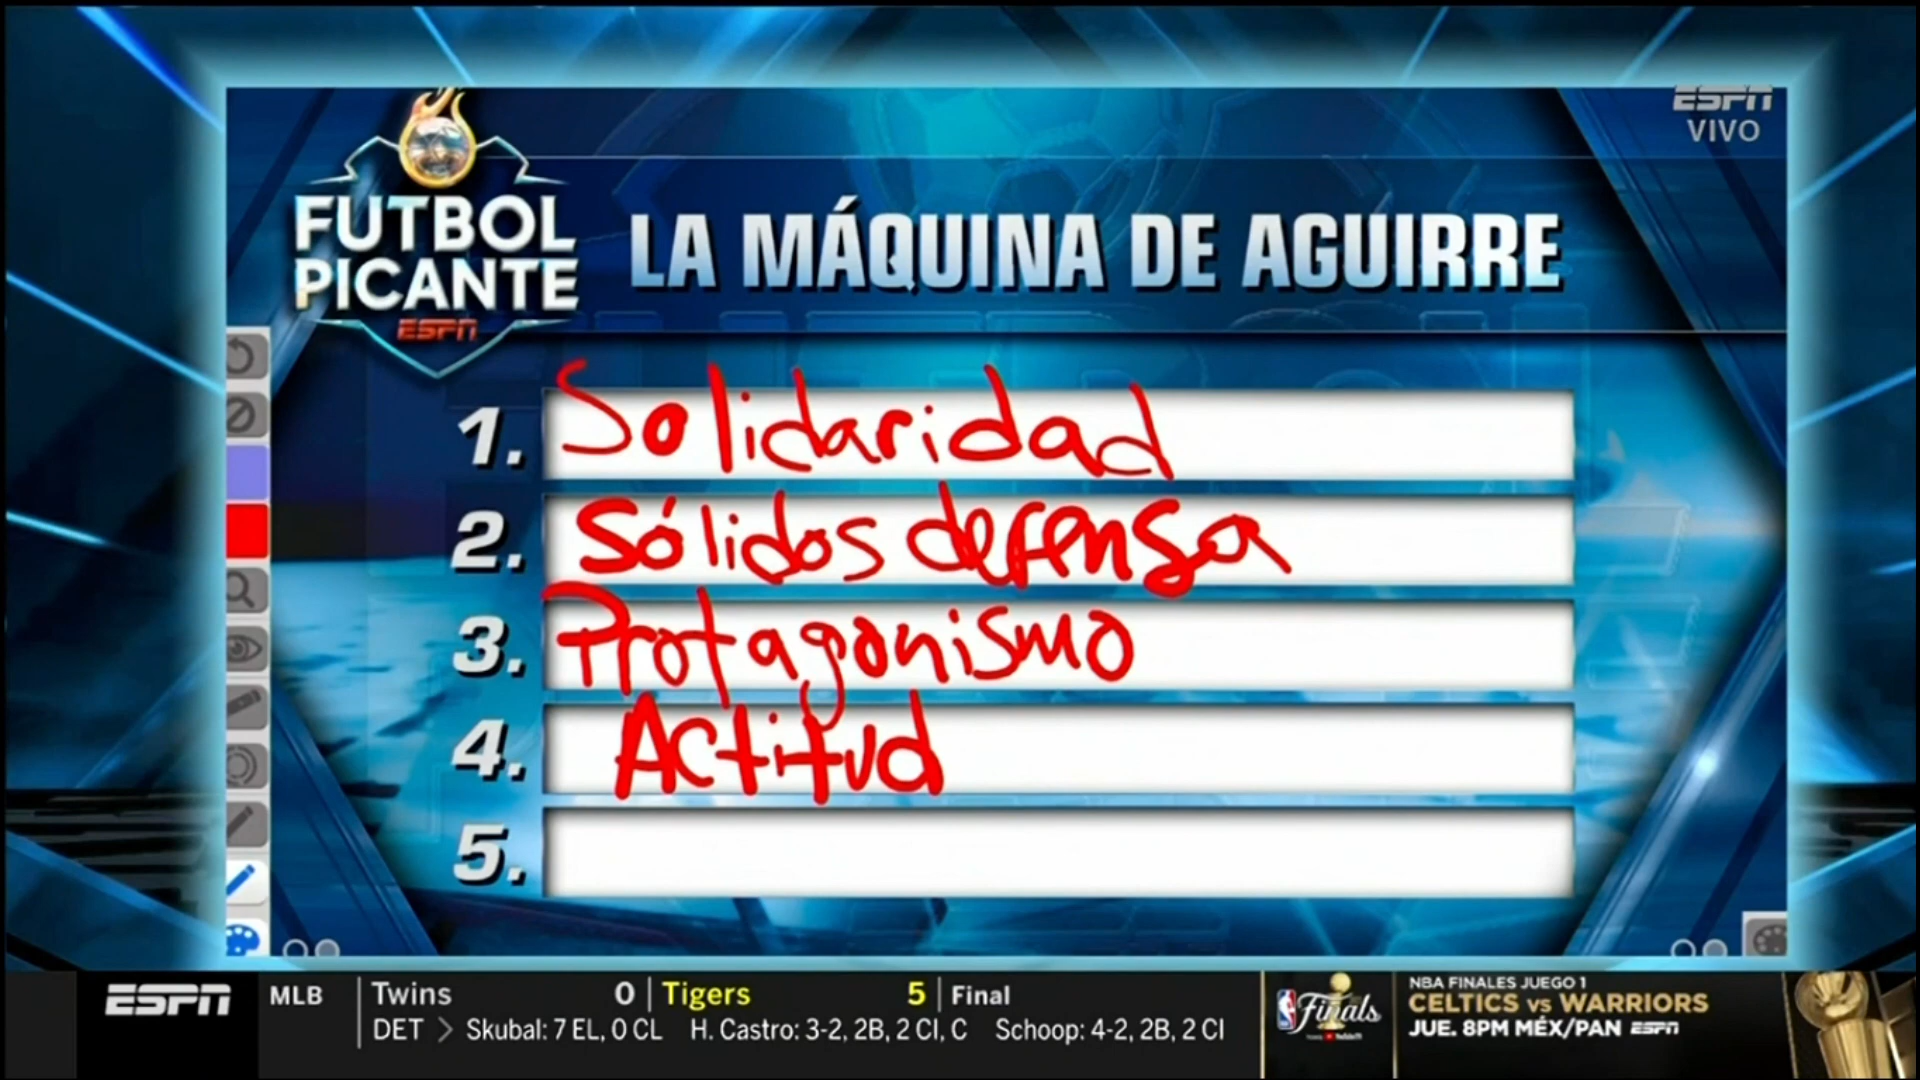 ESPN
VIVO
FUTBOL
PICANTE
ESPN
LA MÁQUINA DE AGUIRRE
1. Solidaridad
2. Sólidos defensa
3. Protagonismo
4. Actitud
5.
ESPN MLB Twins 0 Tigers 5 Final
DET > Skubal: 7 EL, 0 CL H. Castro: 3-2, 2B, 2 CI, C Schoop: 4-2, 2B, 2 CI
Finals
NBA FINALES JUEGO 1
CELTICS vs WARRIORS
JUE. 8PM MÉX/PAN ESPN